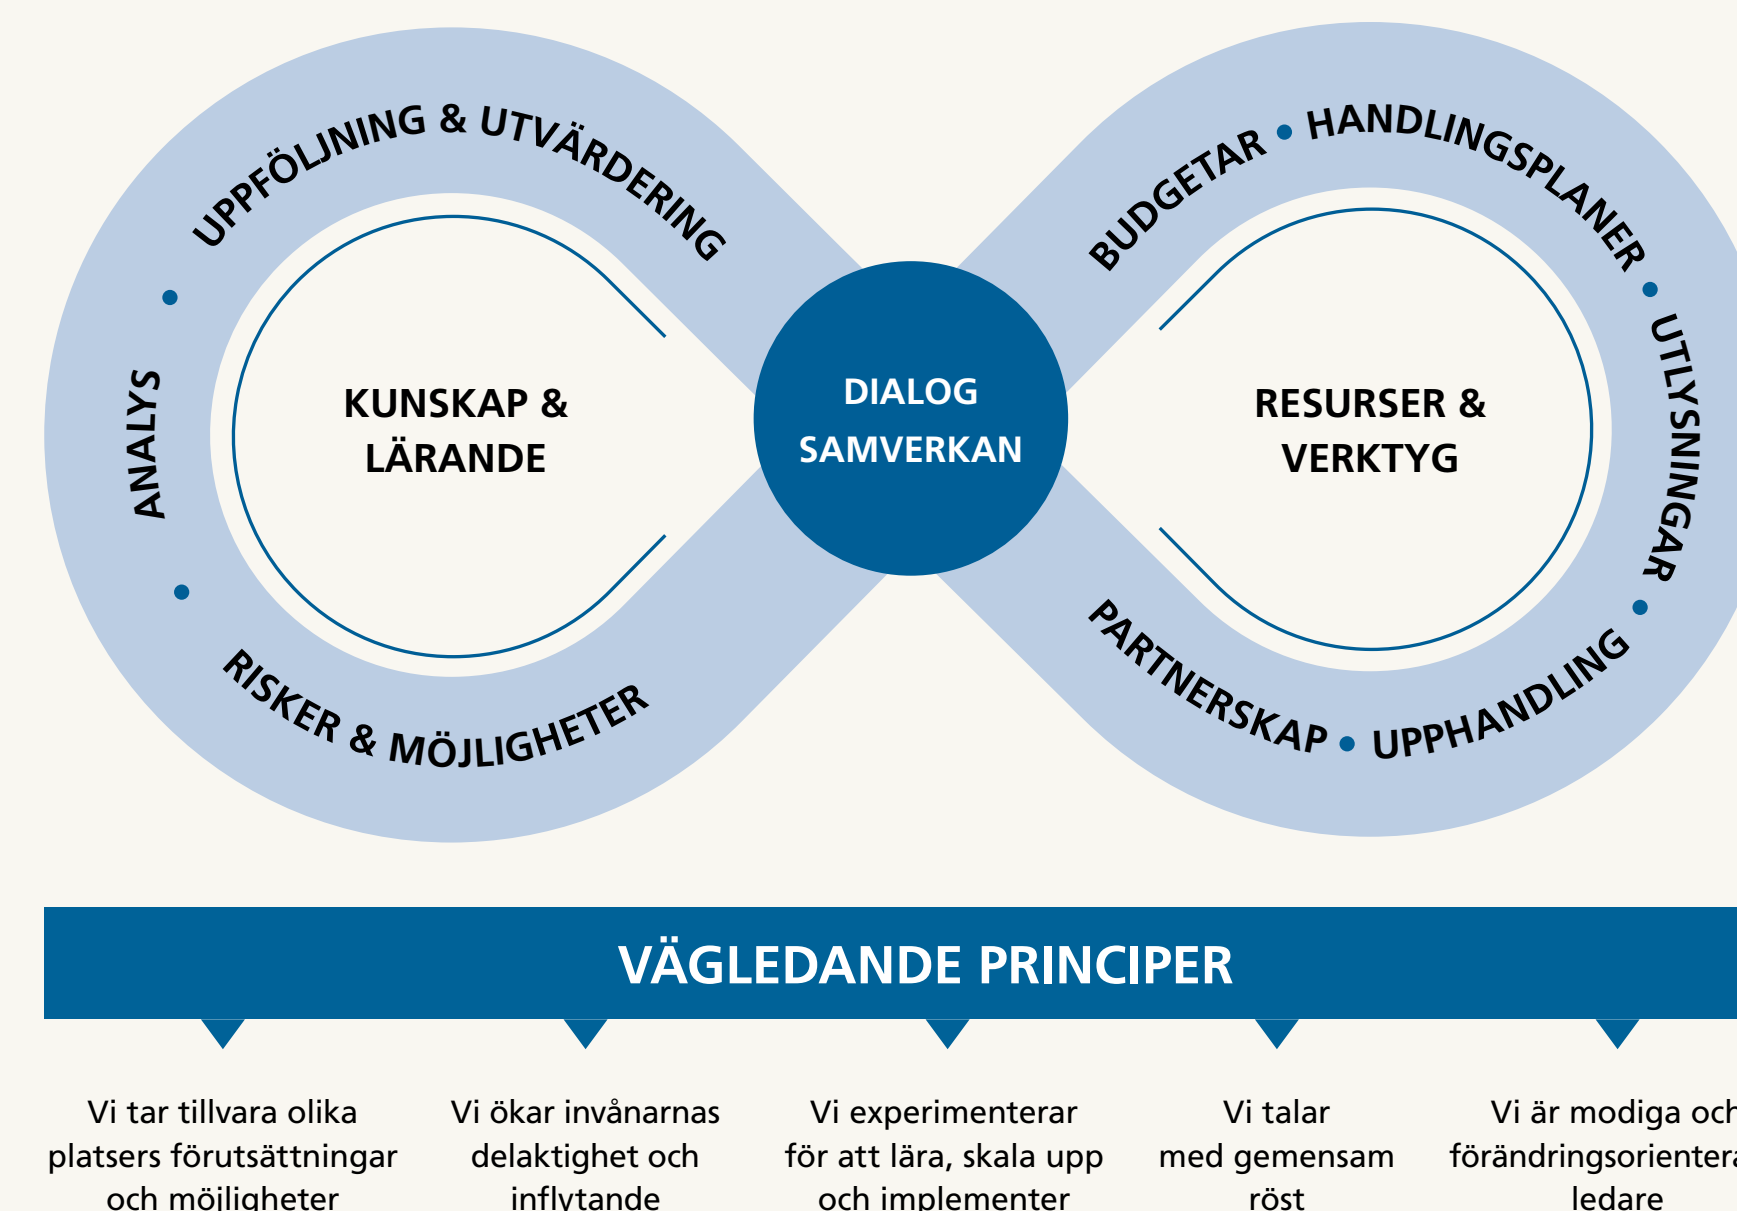 UPPFÖLJNING & UTVÄRDERING
ANALYS
RISKER & MÖJLIGHETER
KUNSKAP &
LÄRANDE
DIALOG
SAMVERKAN
BUDGETAR • HANDLINGSPLANER • UTLYSNINGAR •
PARTNERSKAP • UPPHANDLING
RESURSER &
VERKTYG
VÄGLEDANDE PRINCIPER
Vi tar tillvara olika
platsers förutsättningar
och möjligheter
Vi ökar invånarnas
delaktighet och
inflytande
Vi experimenterar
för att lära, skala upp
och implementer
Vi talar
med gemensam
röst
Vi är modiga och
ledare